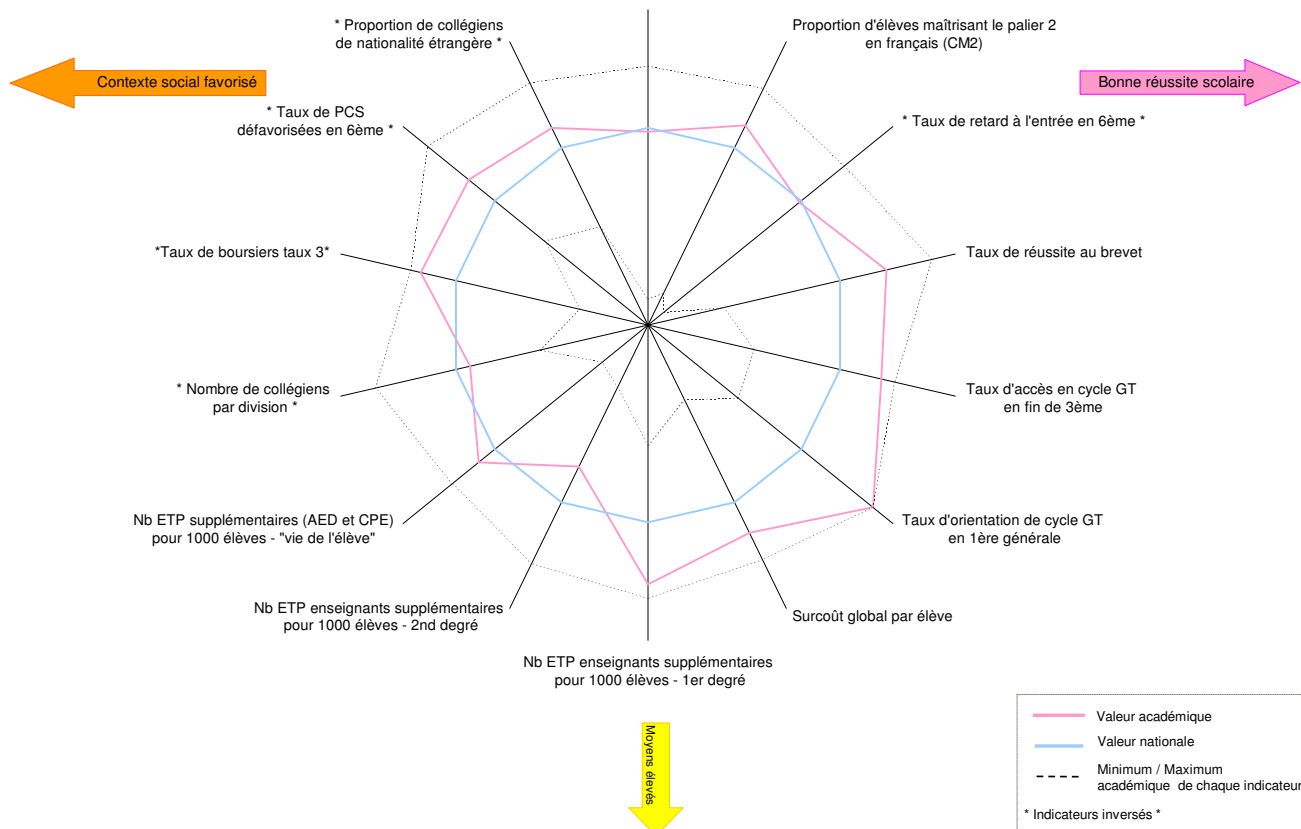 * Proportion de collégiens
de nationalité étrangère *
Proportion d'élèves maîtrisant le palier 2
en français (CM2)
Contexte social favorisé
Bonne réussite scolaire
* Taux de PCS
défavorisées en 6ème *
* Taux de retard à l'entrée en 6ème *
*Taux de boursiers taux 3*
Taux de réussite au brevet
* Nombre de collégiens
par division *
Taux d'accès en cycle GT
en fin de 3ème
Nb ETP supplémentaires (AED et CPE)
pour 1000 élèves - "vie de l'élève"
Taux d'orientation de cycle GT
en 1ère générale
Nb ETP enseignants supplémentaires
pour 1000 élèves - 2nd degré
Surcoût global par élève
Nb ETP enseignants supplémentaires
pour 1000 élèves - 1er degré
Moyens élevés
Valeur académique
Valeur nationale
Minimum / Maximum
académique de chaque indicateur
* Indicateurs inversés *